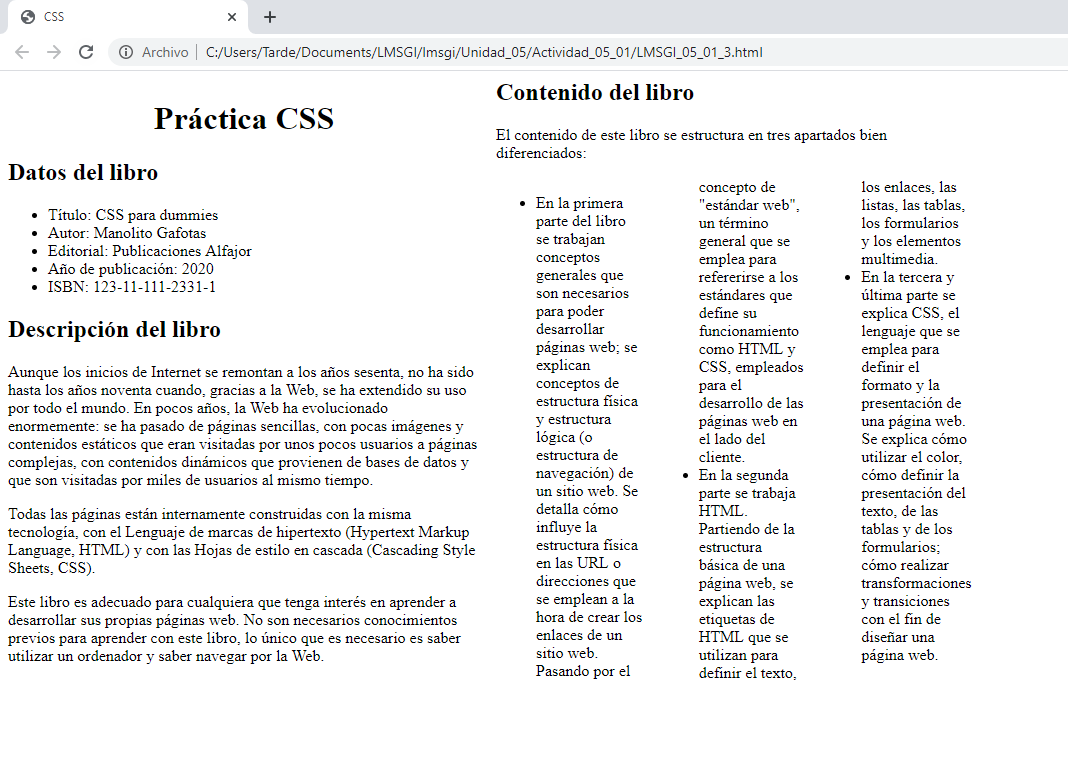 CSS
Archivo
C:/Users/Tarde/Documents/LMSGI/lmsgi/Unidad_05/Actividad_05_01/LMSGI_05_01_3.html
Práctica CSS
Datos del libro
• Título: CSS para dummies
• Autor: Manolito Gafotas
• Editorial: Publicaciones Alfajor
• Año de publicación: 2020
• ISBN: 123-11-111-2331-1
Descripción del libro
Aunque los inicios de Internet se remontan a los años sesenta, no ha sido
hasta los años noventa cuando, gracias a la Web, se ha extendido su uso
por todo el mundo. En pocos años, la Web ha evolucionado
enormemente: se ha pasado de páginas sencillas, con pocas imágenes y
contenidos estáticos que eran visitadas por unos pocos usuarios a páginas
complejas, con contenidos dinámicos que provienen de bases de datos y
que son visitadas por miles de usuarios al mismo tiempo.
Todas las páginas están internamente construidas con la misma
tecnología, con el Lenguaje de marcas de hipertexto (Hypertext Markup
Language, HTML) y con las Hojas de estilo en cascada (Cascading Style
Sheets, CSS).
Este libro es adecuado para cualquiera que tenga interés en aprender a
desarrollar sus propias páginas web. No son necesarios conocimientos
previos para aprender con este libro, lo único que es necesario es saber
utilizar un ordenador y saber navegar por la Web.
Contenido del libro
El contenido de este libro se estructura en tres apartados bien
diferenciados:
• En la primera
parte del libro
se trabajan
conceptos
generales que
son necesarios
para poder
desarrollar
páginas web; se
explican
conceptos de
estructura física
y estructura
lógica (o
estructura de
navegación) de
un sitio web. Se
detalla cómo
influye la
estructura física
en las URL o
direcciones que
se emplean a la
hora de crear los
enlaces de un
sitio web.
Pasando por el
concepto de
"estándar web",
un término
general que se
emplea para
refererirse a los
estándares que
define su
funcionamiento
como HTML y
CSS, empleados
para el
desarrollo de las
páginas web en
el lado del
cliente.
• En la segunda
parte se trabaja
HTML.
Partiendo de la
estructura
básica de una
página web, se
explican las
etiquetas de
HTML que se
utilizan para
definir el texto,
los enlaces, las
listas, las tablas,
los formularios
y los elementos
multimedia.
• En la tercera y
última parte se
explica CSS, el
lenguaje que se
emplea para
definir el
formato y la
presentación de
una página web.
Se explica cómo
utilizar el color,
cómo definir la
presentación del
texto, de las
tablas y de los
formularios;
cómo realizar
transformaciones
y transiciones
con el fin de
diseñar una
página web.